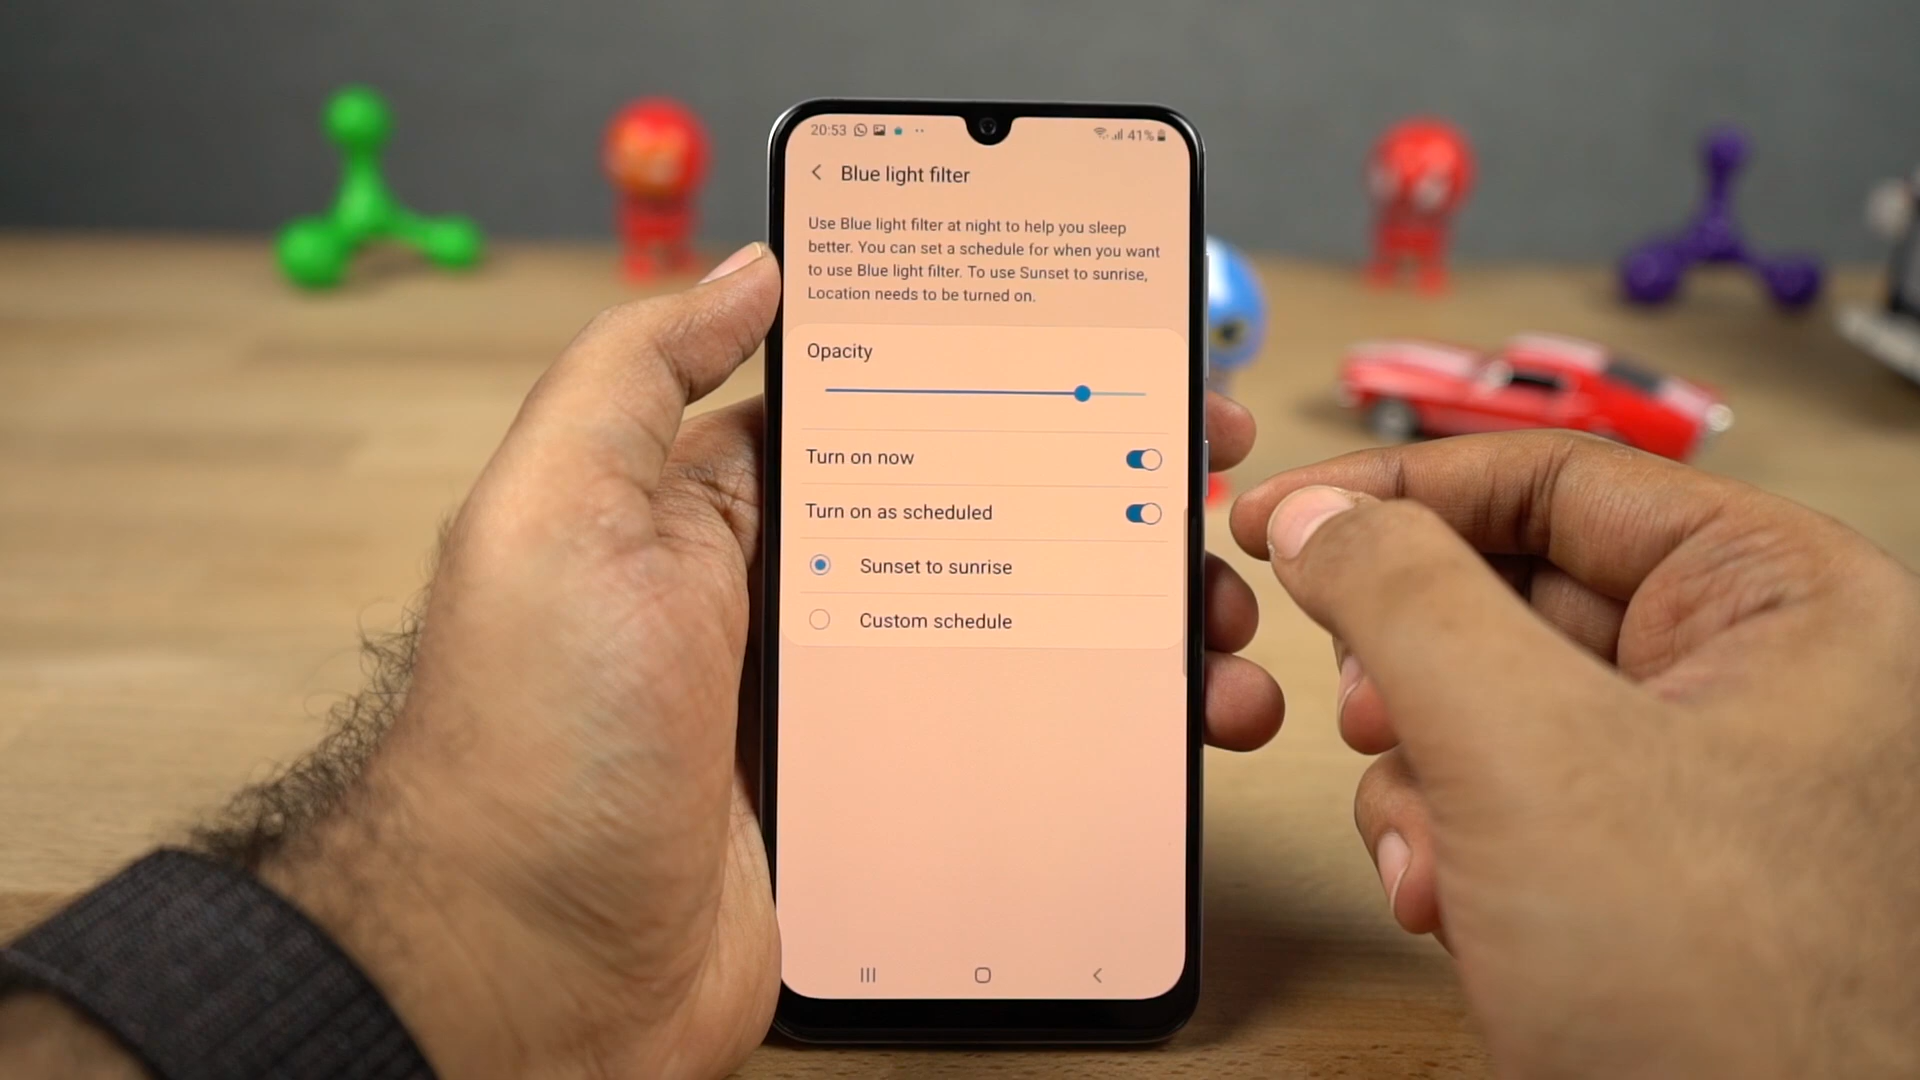 20:53 41%
Blue light filter
Use Blue light filter at night to help you sleep
better. You can set a schedule for when you want
to use Blue light filter. To use Sunset to sunrise,
Location needs to be turned on.
Opacity
Turn on now
Turn on as scheduled
Sunset to sunrise
Custom schedule